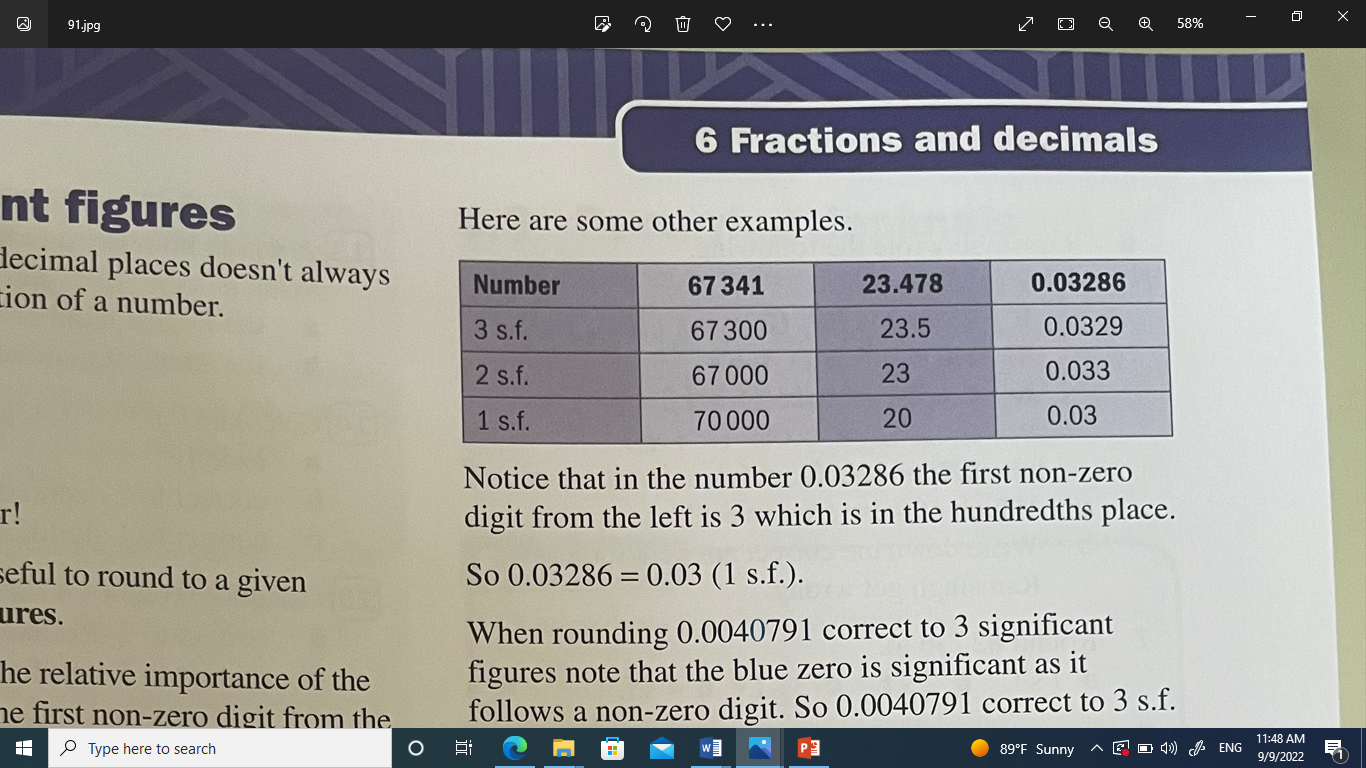 91.jpg
58%
6 Fractions and decimals
nt figures
decimal places doesn't always
tion of a number.
r!
seful to round to a given
ures.
he relative importance of the
he first non-zero digit from the
Here are some other examples.
Number 67 341 23.478 0.03286
3 s.f. 67 300 23.5 0.0329
2 s.f. 67 000 23 0.033
1 s.f. 70 000 20 0.03
Notice that in the number 0.03286 the first non-zero
digit from the left is 3 which is in the hundredths place.
So 0.03286 = 0.03 (1 s.f.).
When rounding 0.0040791 correct to 3 significant
figures note that the blue zero is significant as it
follows a non-zero digit. So 0.0040791 correct to 3 s.f.
Type here to search
89°F Sunny
ENG
11:48 AM
9/9/2022
1